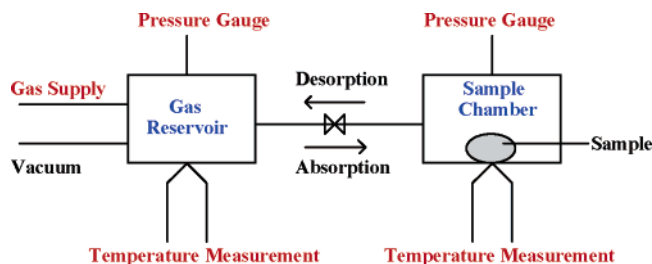 Pressure Gauge
Pressure Gauge
Gas Supply
Gas
Reservoir
Desorption
Sample
Chamber
Vacuum
Absorption
Sample
Temperature Measurement
Temperature Measurement